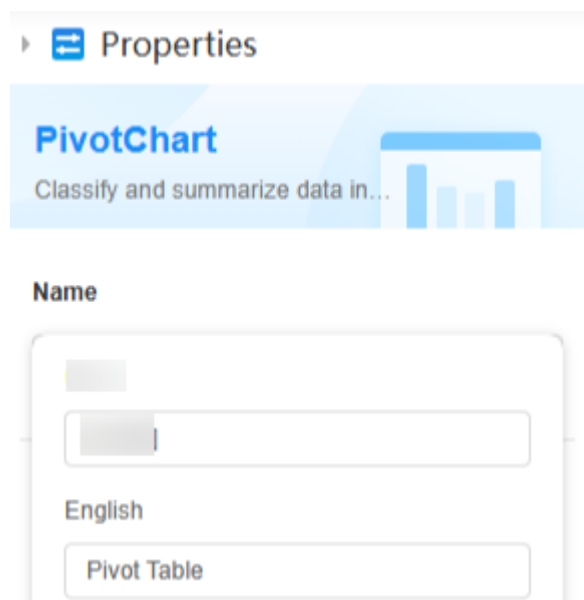 Properties
PivotChart
Classify and summarize data in...
Name
English
Pivot Table